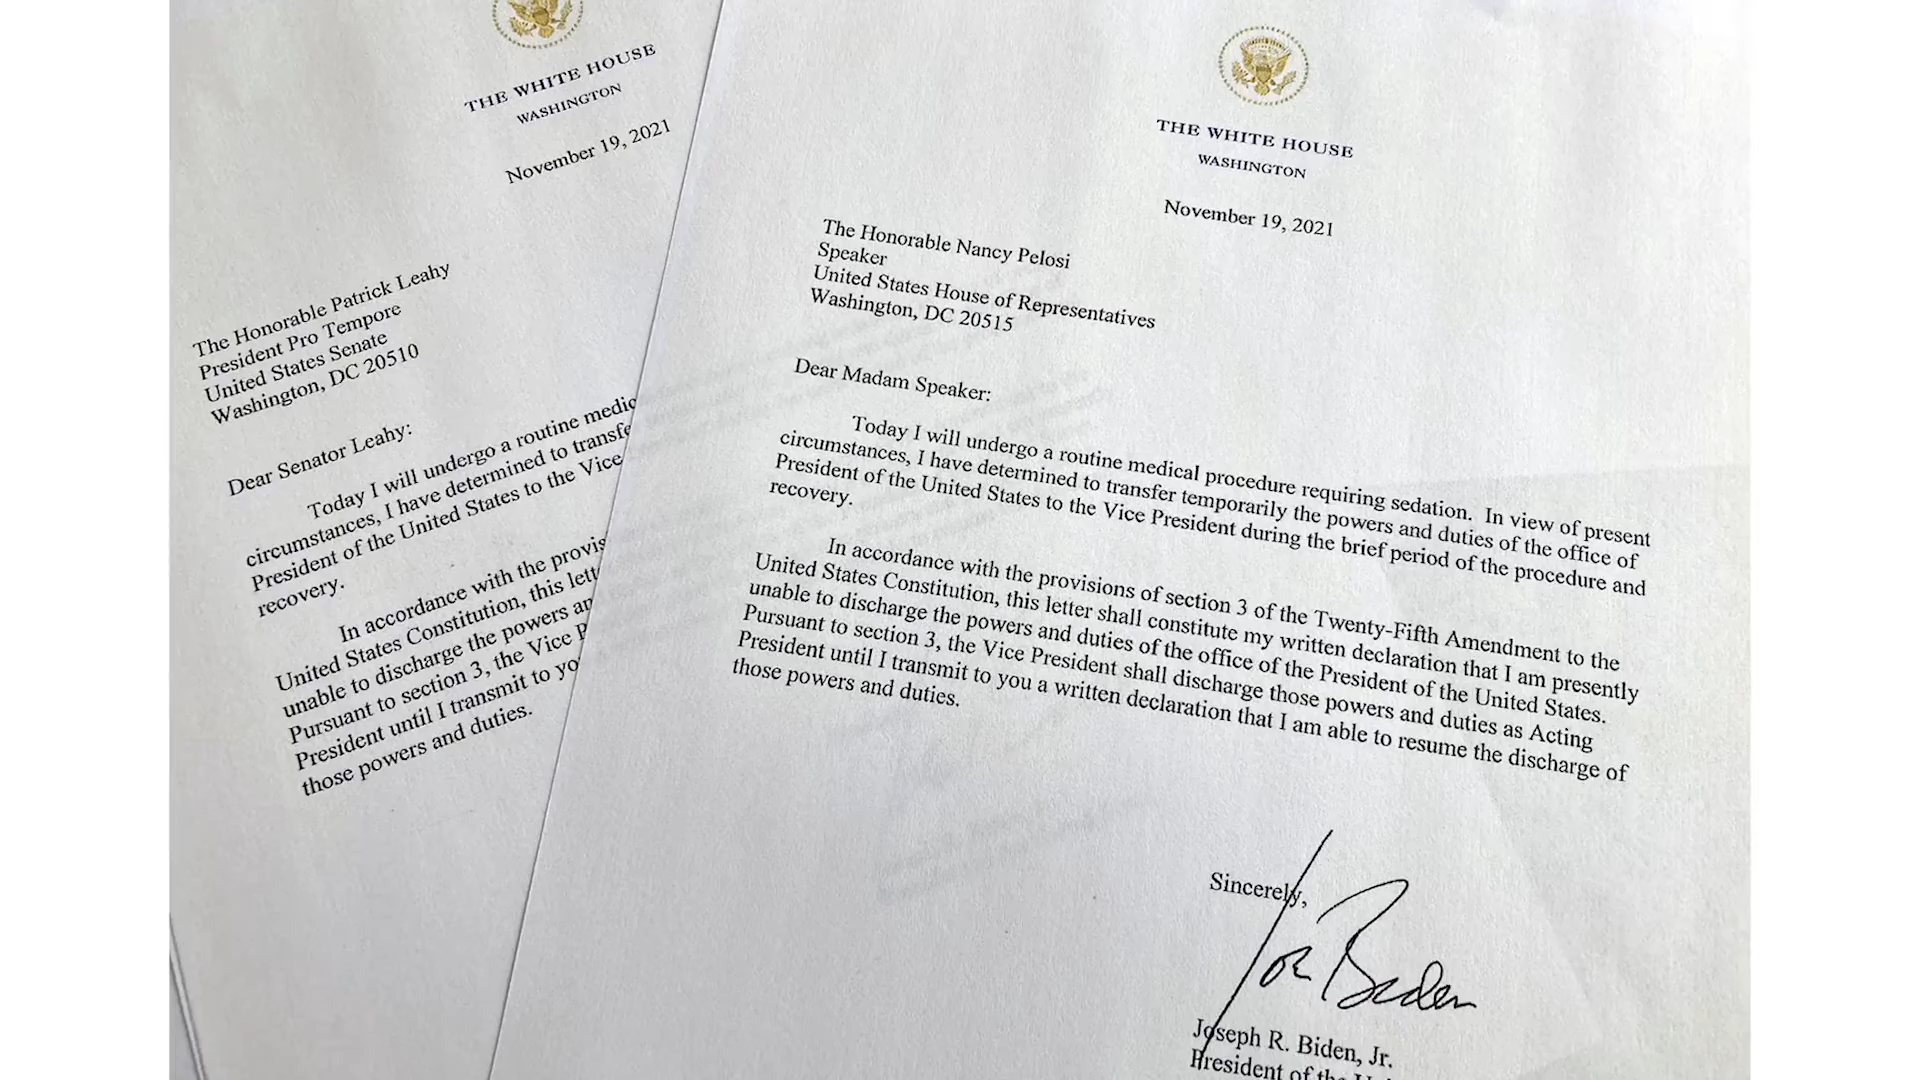 THE WHITE HOUSE
WASHINGTON
November 19, 2021
The Honorable Patrick Leahy
President Pro Tempore
United States Senate
Washington, DC 20510
Dear Senator Leahy:
Today I will undergo a routine medic
circumstances, I have determined to transfe
President of the United States to the Vice
recovery.
In accordance with the provis
United States Constitution, this lett
unable to discharge the powers an
Pursuant to section 3, the Vice P
President until I transmit to yo
those powers and duties.
THE WHITE HOUSE
WASHINGTON
November 19, 2021
The Honorable Nancy Pelosi
Speaker
United States House of Representatives
Washington, DC 20515
Dear Madam Speaker:
Today I will undergo a routine medical procedure requiring sedation. In view of present
circumstances, I have determined to transfer temporarily the powers and duties of the office of
President of the United States to the Vice President during the brief period of the procedure and
recovery.
In accordance with the provisions of section 3 of the Twenty-Fifth Amendment to the
United States Constitution, this letter shall constitute my written declaration that I am presently
unable to discharge the powers and duties of the office of the President of the United States.
Pursuant to section 3, the Vice President shall discharge those powers and duties as Acting
President until I transmit to you a written declaration that I am able to resume the discharge of
those powers and duties.
Sincerely,
Joe Biden
Joseph R. Biden, Jr.
President of the